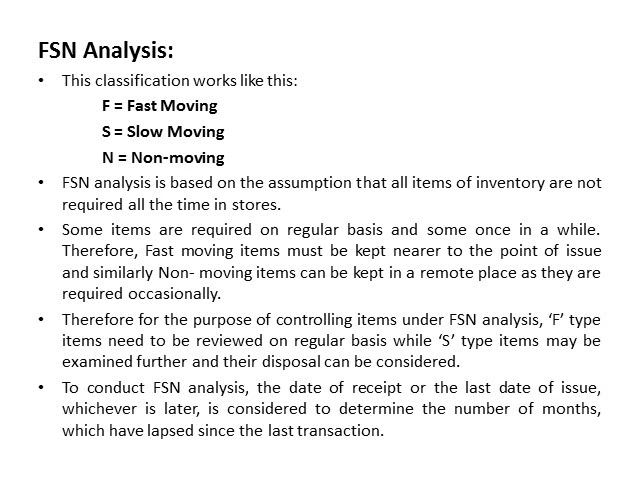 FSN Analysis:
• This classification works like this:
F = Fast Moving
S = Slow Moving
N = Non-moving
• FSN analysis is based on the assumption that all items of inventory are not
required all the time in stores.
• Some items are required on regular basis and some once in a while.
Therefore, Fast moving items must be kept nearer to the point of issue
and similarly Non- moving items can be kept in a remote place as they are
required occasionally.
• Therefore for the purpose of controlling items under FSN analysis, ‘F’ type
items need to be reviewed on regular basis while ‘S’ type items may be
examined further and their disposal can be considered.
• To conduct FSN analysis, the date of receipt or the last date of issue,
whichever is later, is considered to determine the number of months,
which have lapsed since the last transaction.